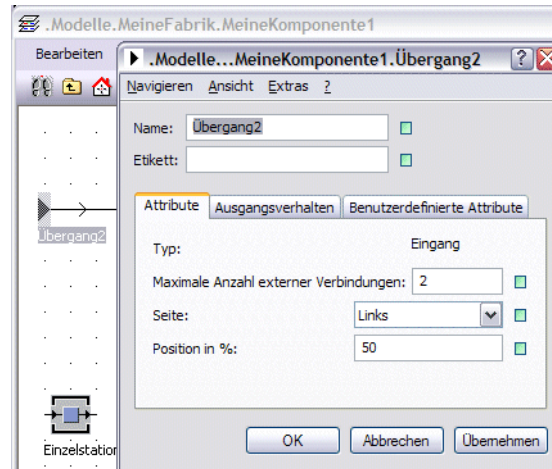 .Modelle.MeineFabrik.MeineKomponente1
Bearbeiten
.Modelle...MeineKomponente1.Übergang2
?
Navigieren Ansicht Extras ?
Name: Übergang2
Etikett:
Attribute Ausgangsverhalten Benutzerdefinierte Attribute
Typ: Eingang
Maximale Anzahl externer Verbindungen: 2
Seite: Links
Position in %: 50
OK Abbrechen Übernehmen
Übergang2
Einzelstation